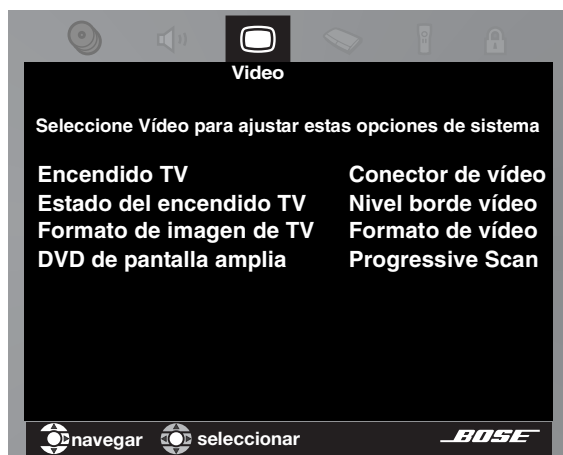 Video
Seleccione Vídeo para ajustar estas opciones de sistema
Encendido TV
Estado del encendido TV
Formato de imagen de TV
DVD de pantalla amplia
Conector de vídeo
Nivel borde vídeo
Formato de vídeo
Progressive Scan
navegar seleccionar BOSE